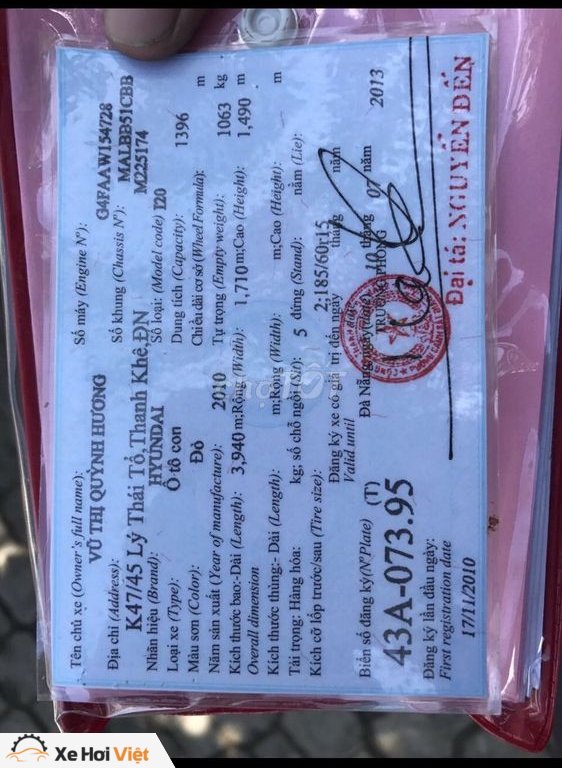 Tên chủ xe (Owner's full name): Số máy (Engine Nº): G4FAAW154728
VŨ THỊ QUỲNH HƯƠNG
Địa chỉ (Address): Số khung (Chassis Nº): MALBB51CBB
K47/45 Lý Thái Tổ,Thanh Khê,ĐN M225174
Nhãn hiệu (Brand): HYUNDAI Số loại: (Model code) I20
Loại xe (Type): Ô tô con Dung tích (Capacity): 1396
Màu sơn (Color): Đỏ Chiều dài cơ sở (Wheel Formula): m
Năm sản xuất (Year of manufacture): 2010 Tự trọng (Empty weight): 1063 kg
Kích thước bao:- Dài (Length): 3,940 m;Rộng (Width): 1,710 m;Cao (Height): 1,490 m
Overall dimension
Kích thước thùng:- Dài (Length): m;Rộng (Width): m;Cao (Height): m
Tải trọng: Hàng hóa: kg; số chỗ ngồi (Sit): 5 đứng (Stand): nằm (Lie):
Kích cỡ lốp trước/sau (Tire size): 2:185/60r15
Đăng ký xe có giá trị đến ngày tháng năm
Valid until
Biển số đăng ký(Nº Plate) (T) Đà Nẵng 10 tháng 07 năm 2013
43A-073.95
Đăng ký lần đầu ngày:
First registration date
17/11/2010
Đại tá: NGUYỄN ĐẾN
Xe Hơi Việt